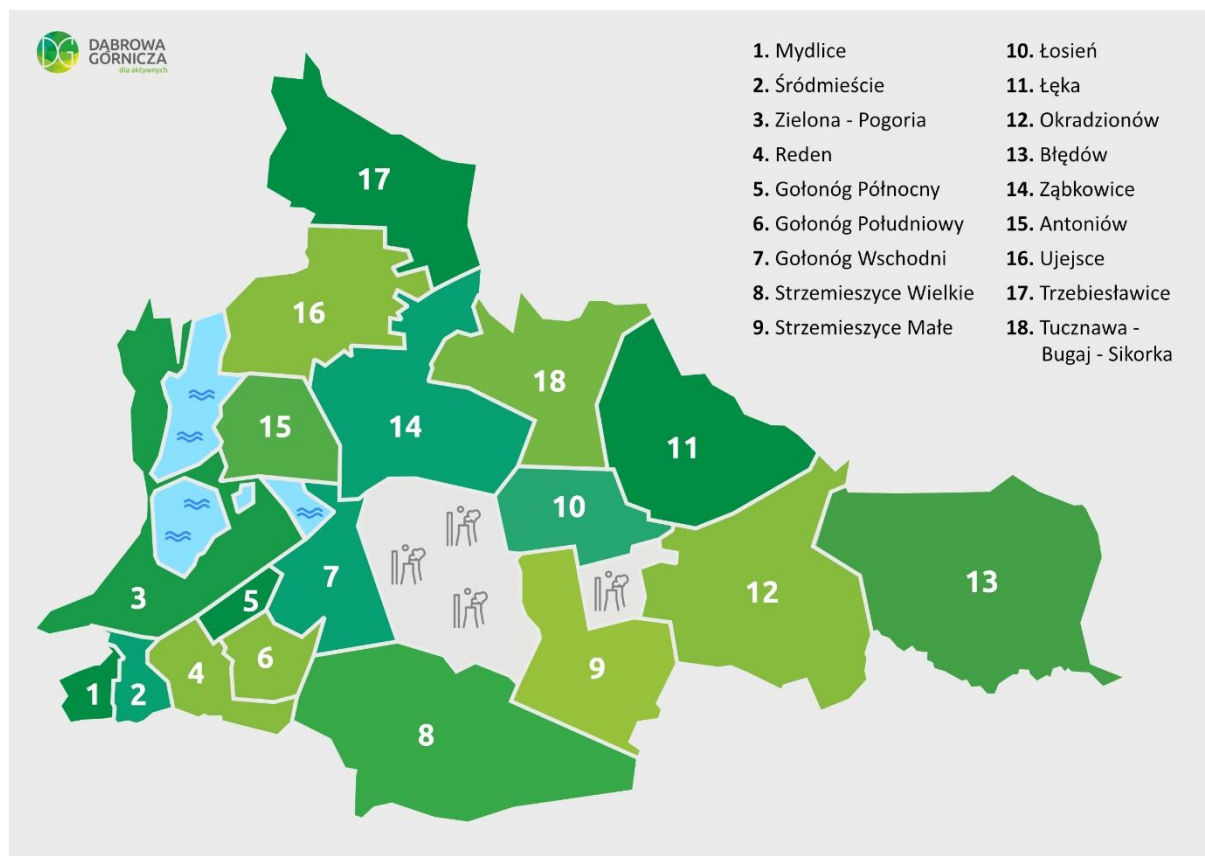 DĄBROWA
GÓRNICZA
dla aktywnych
1. Mydlice
2. Śródmieście
3. Zielona - Pogoria
4. Reden
5. Gołonóg Północny
6. Gołonóg Południowy
7. Gołonóg Wschodni
8. Strzemieszyce Wielkie
9. Strzemieszyce Małe
10. Łosień
11. Łęka
12. Okradzionów
13. Błędów
14. Ząbkowice
15. Antoniów
16. Ujejsce
17. Trzebiesławice
18. Tucznawa -
Bugaj - Sikorka
17
16
18
15
14
11
10
7
13
3
5
12
6
4
9
1
2
8